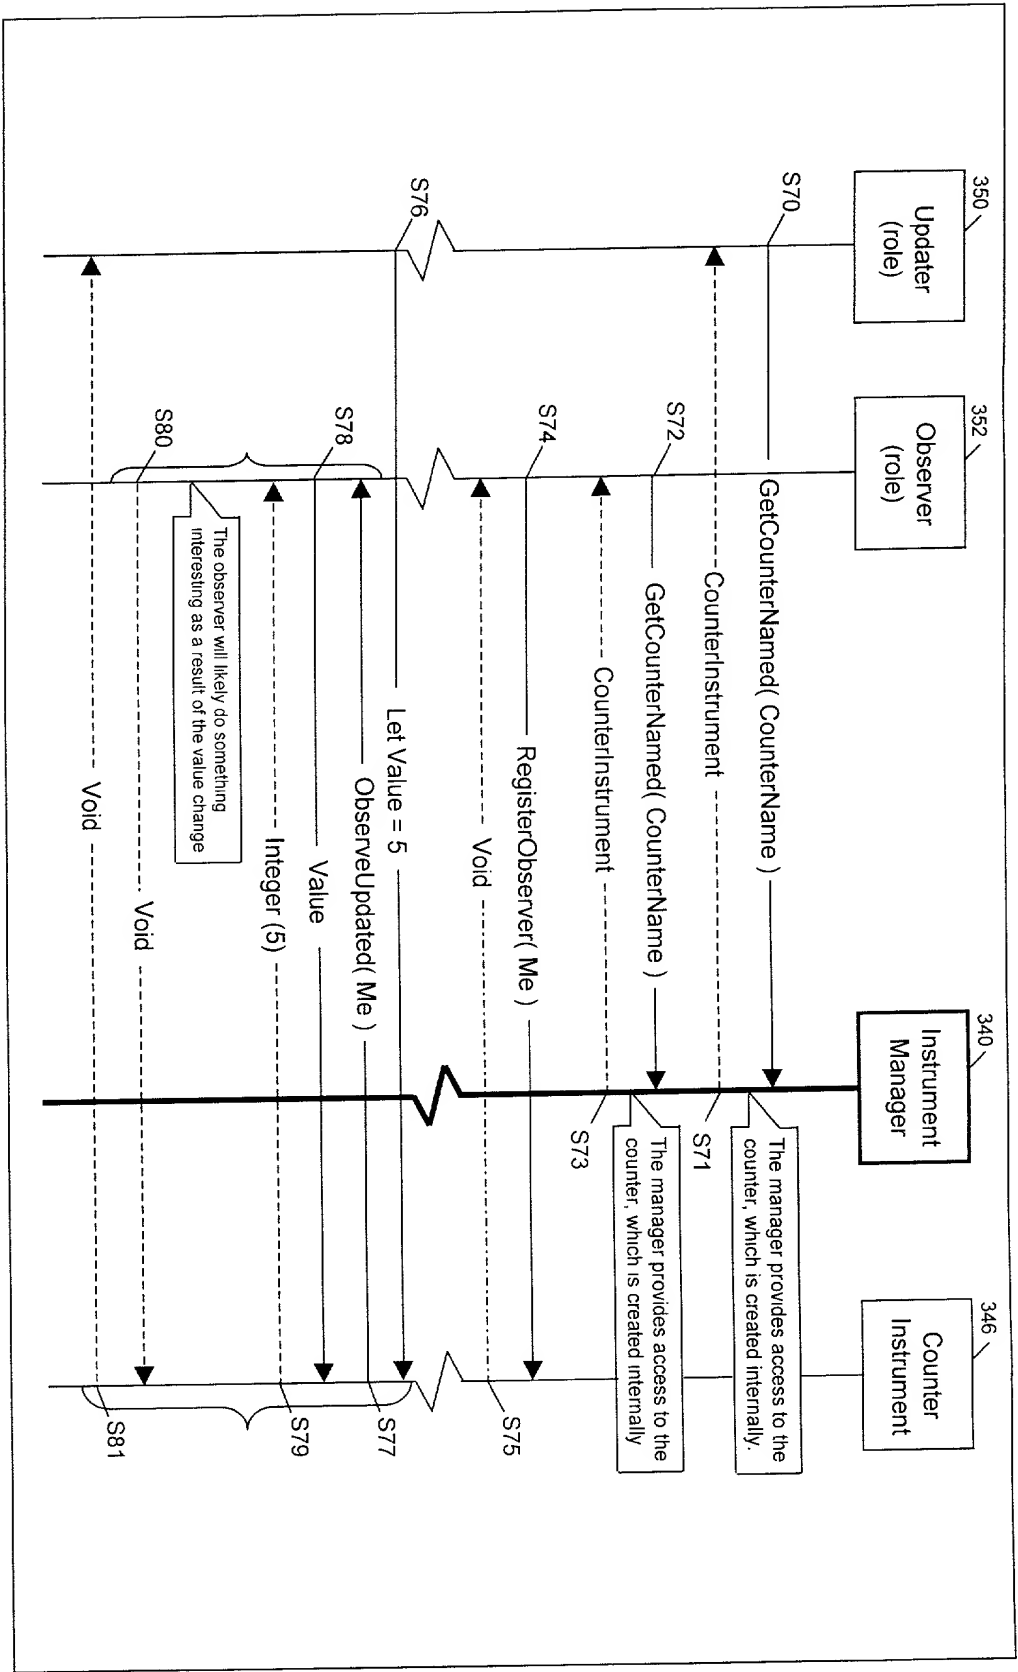 350
Updater
(role)
352
Observer
(role)
340
Instrument
Manager
346
Counter
Instrument
S70
GetCounterNamed( CounterName )
The manager provides access to the
counter, which is created internally.
CounterInstrument
S71
S72
GetCounterNamed( CounterName )
The manager provides access to the
counter, which is created internally
CounterInstrument
S73
S74
RegisterObserver( Me )
Void
S75
S76
Let Value = 5
ObserveUpdated( Me )
S77
S78
Value
Integer (5)
S79
The observer will likely do something
interesting as a result of the value change
S80
Void
Void
S81